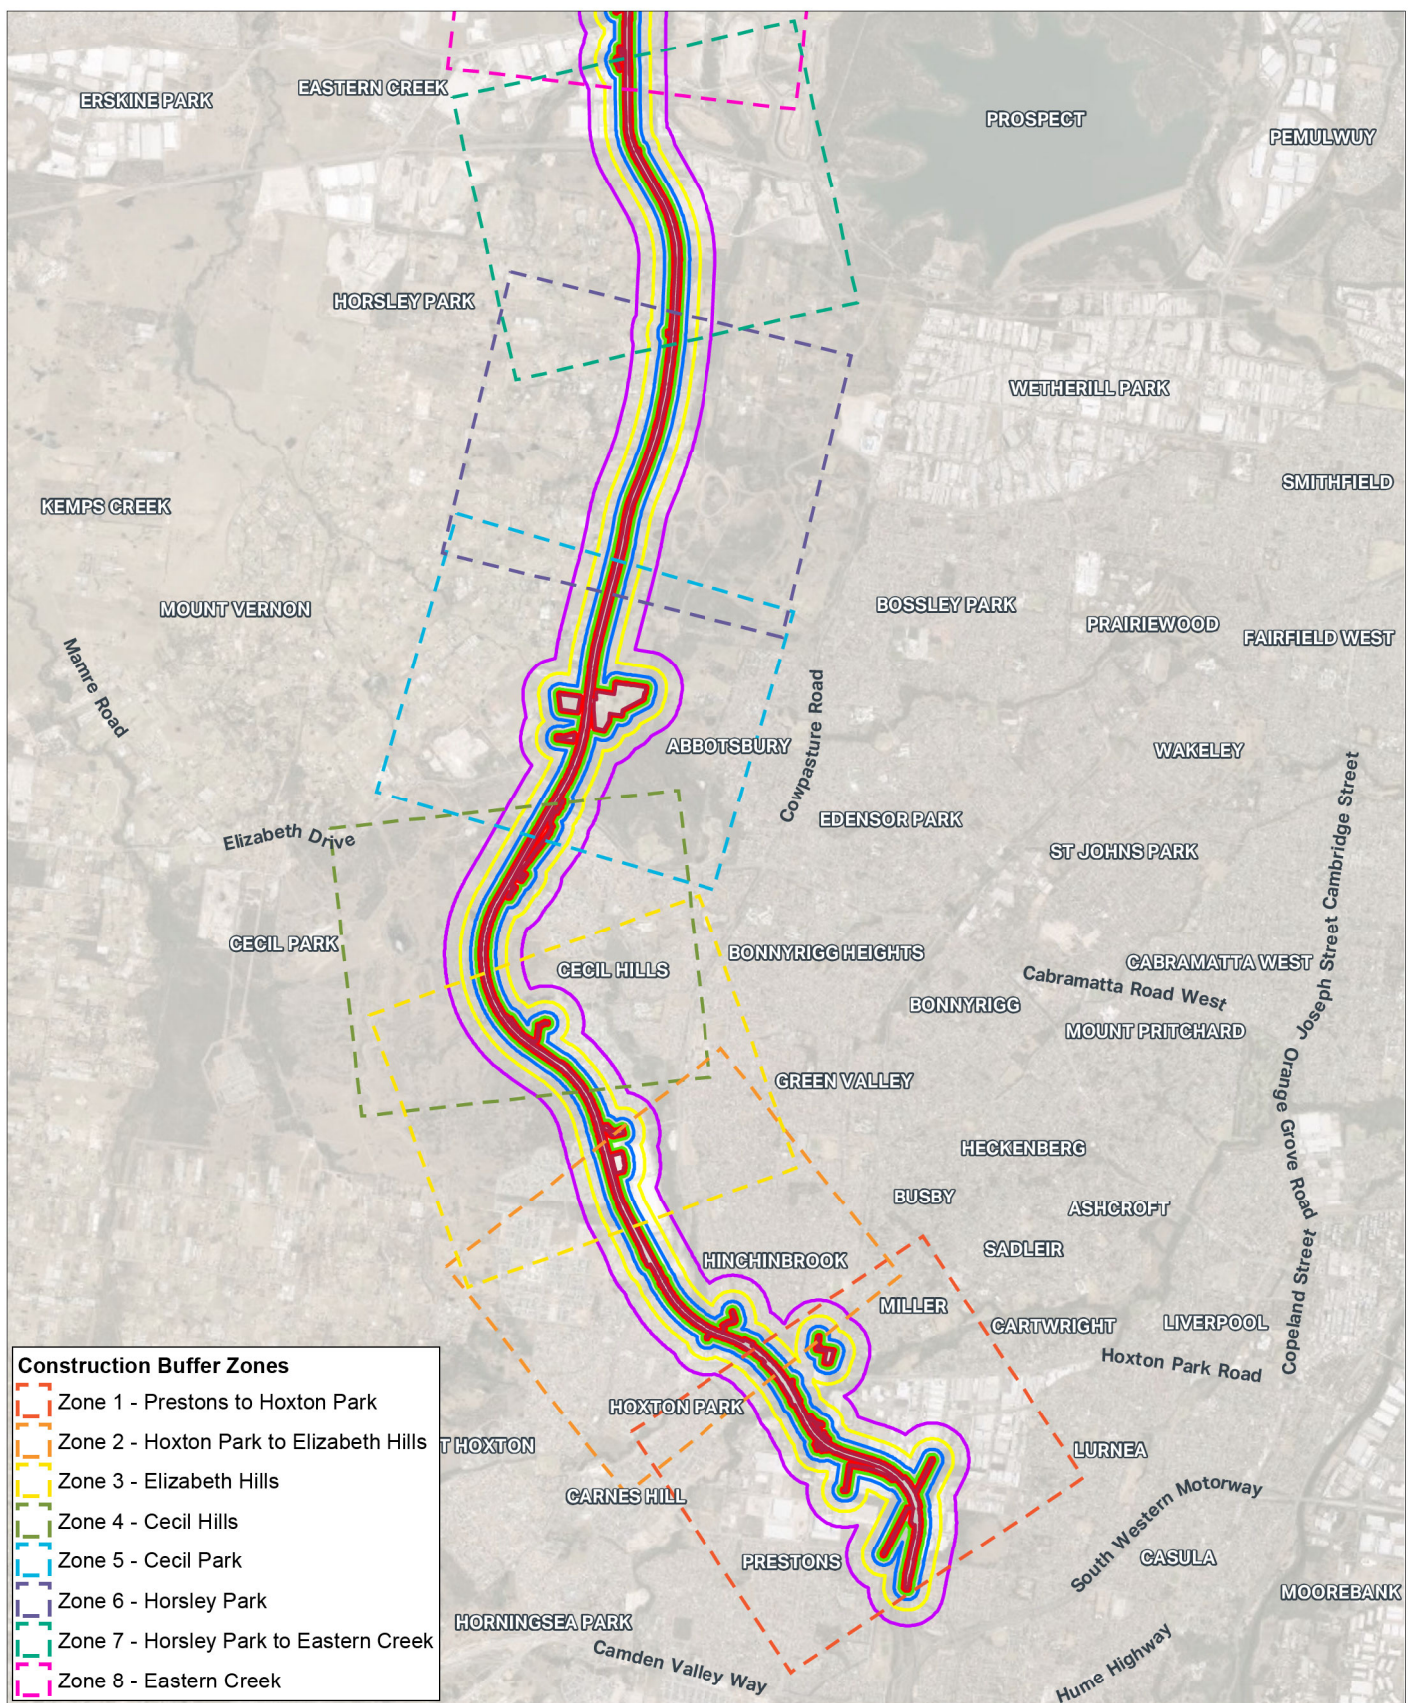 EASTERN CREEK
ERSKINE PARK
PROSPECT
PEMULWUY
HORSLEY PARK
WETHERILL PARK
SMITHFIELD
KEMPS CREEK
MOUNT VERNON
BOSSLEY PARK
PRAIRIEWOOD
FAIRFIELD WEST
Mamre Road
Cowpasture Road
ABBOTSBURY
WAKELEY
EDENSOR PARK
Elizabeth Drive
ST JOHNS PARK
Cambridge Street
Joseph Street
CECIL PARK
BONNYRIGG HEIGHTS
CECIL HILLS
CABRAMATTA WEST
Cabramatta Road West
BONNYRIGG
MOUNT PRITCHARD
Orange Grove Road
GREEN VALLEY
HECKENBERG
BUSBY
ASHCROFT
SADLEIR
HINCHINBROOK
Copeland Street
MILLER
CARTWRIGHT
LIVERPOOL
Hoxton Park Road
HOXTON PARK
T HOXTON
LURNEA
CARNES HILL
South Western Motorway
PRESTONS
CASULA
MOOREBANK
HORNINGSEA PARK
Camden Valley Way
Hume Highway
Construction Buffer Zones
Zone 1 - Prestons to Hoxton Park
Zone 2 - Hoxton Park to Elizabeth Hills
Zone 3 - Elizabeth Hills
Zone 4 - Cecil Hills
Zone 5 - Cecil Park
Zone 6 - Horsley Park
Zone 7 - Horsley Park to Eastern Creek
Zone 8 - Eastern Creek